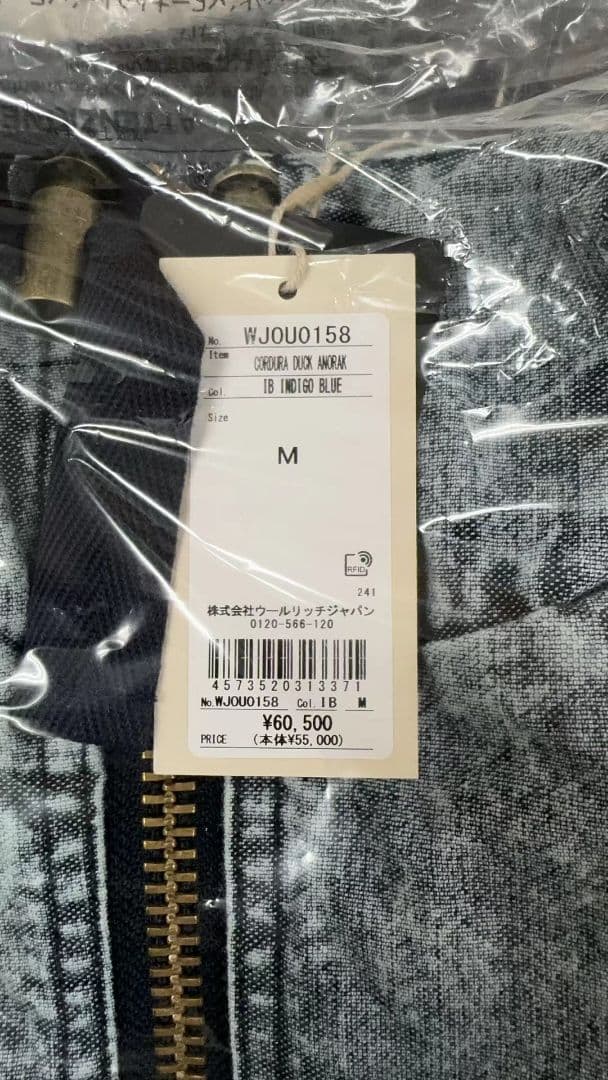 No. WJOU0158
Item CORDURA DUCK ANORAK
Col. IB INDIGO BLUE
Size
M
RFID
241
株式会社ウールリッチジャパン
0120-566-120
4573520313371
No.WJOU0158 Col.IB M
¥60,500
PRICE (本体¥55,000)